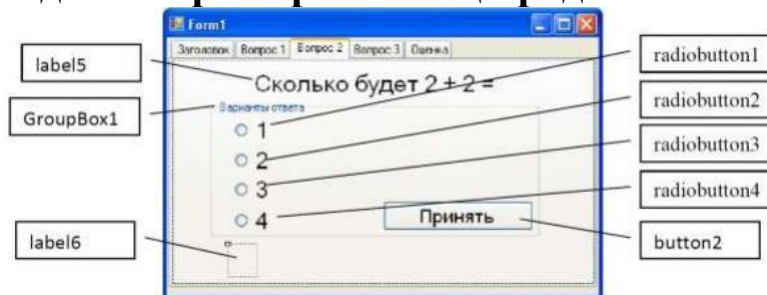 Form1
Заголовок Вопрос 1 Вопрос 2 Вопрос 3 Оценка
label5
Сколько будет 2 + 2 =
radiobutton1
GroupBox1
Варианты ответа
radiobutton2
1
2
radiobutton3
3
radiobutton4
4
Принять
label6
button2